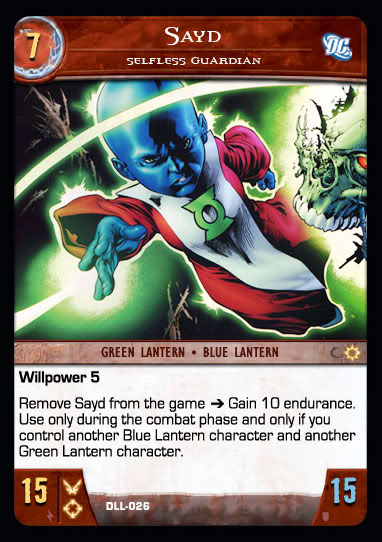 7
SAYD
SELFLESS GUARDIAN
DC
GREEN LANTERN • BLUE LANTERN
Willpower 5
Remove Sayd from the game ➔ Gain 10 endurance.
Use only during the combat phase and only if you
control another Blue Lantern character and another
Green Lantern character.
15
DLL-026
15